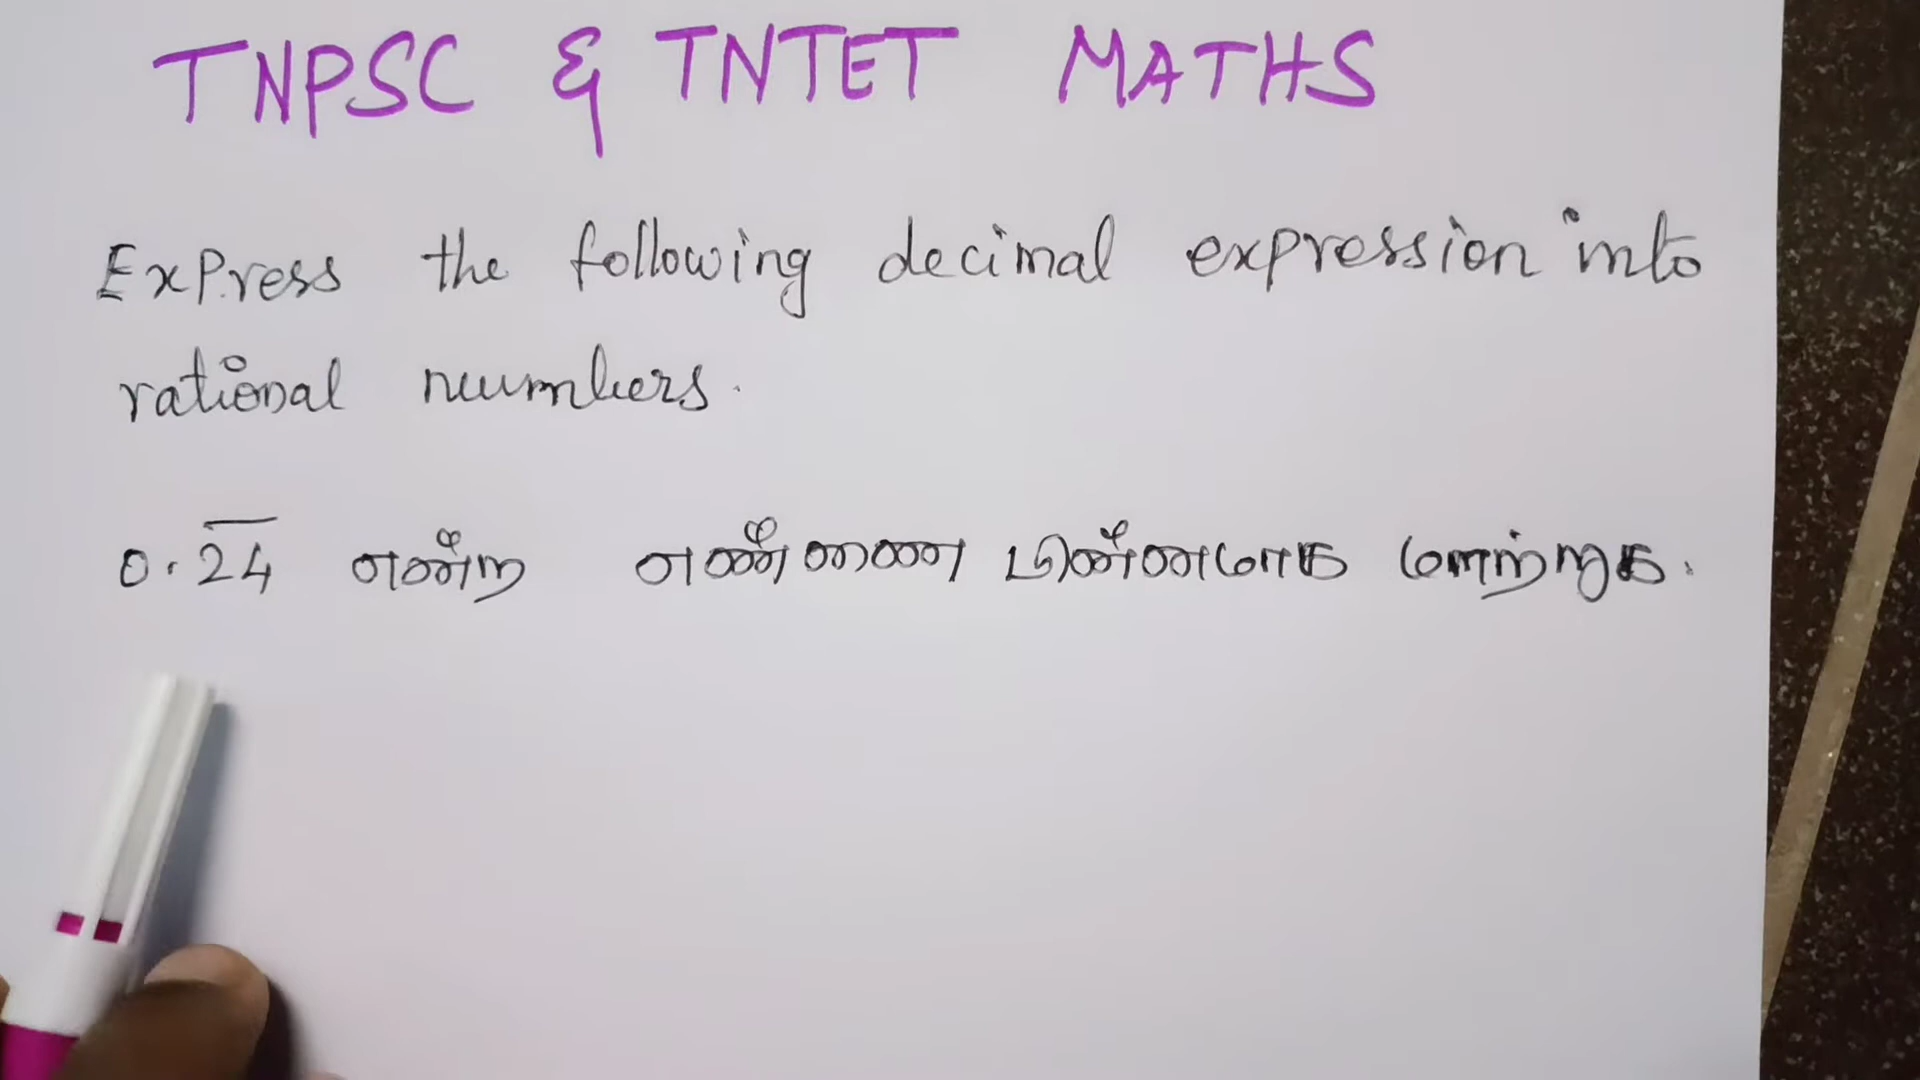 TNPSC & TNTET MATHS
Express the following decimal expression into
rational numbers.
0.2̅4̅ என்ற எண்ணை பின்னமாக மாற்றுக.